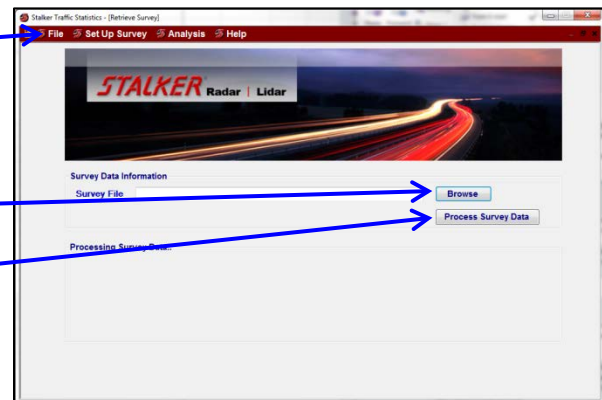 Stalker Traffic Statistics - [Retrieve Survey]
File Set Up Survey Analysis Help
STALKER Radar | Lidar
Survey Data Information
Survey File
Browse
Process Survey Data
Processing Survey Data..